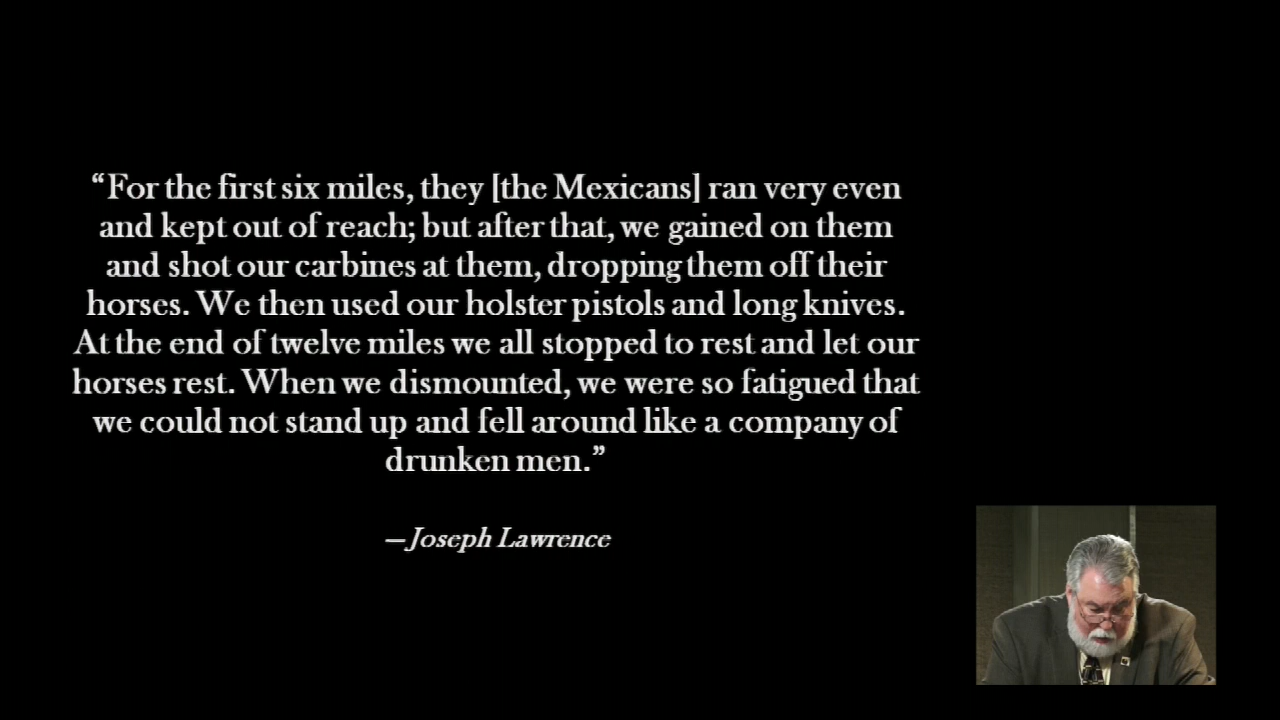 “For the first six miles, they [the Mexicans] ran very even
and kept out of reach; but after that, we gained on them
and shot our carbines at them, dropping them off their
horses. We then used our holster pistols and long knives.
At the end of twelve miles we all stopped to rest and let our
horses rest. When we dismounted, we were so fatigued that
we could not stand up and fell around like a company of
drunken men.”
—Joseph Lawrence